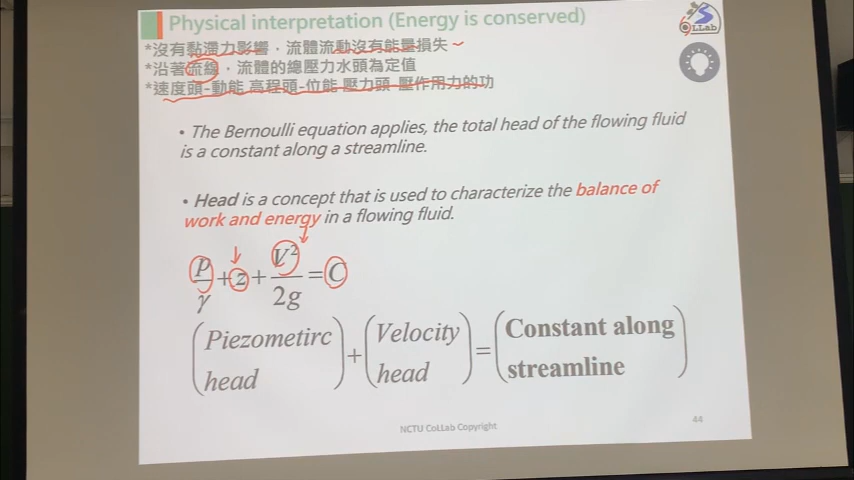 Physical interpretation (Energy is conserved)
CoLLab
*沒有黏滯力影響，流體流動沒有能量損失
*沿著流線，流體的總壓力水頭為定值
*速度頭-動能 高程頭-位能 壓力頭-壓作用力的功
• The Bernoulli equation applies, the total head of the flowing fluid
is a constant along a streamline.
• Head is a concept that is used to characterize the balance of
work and energy in a flowing fluid.
p/γ + z + V²/2g = C
(Piezometirc head) + (Velocity head) = (Constant along streamline)
NCTU CoLLab Copyright
44